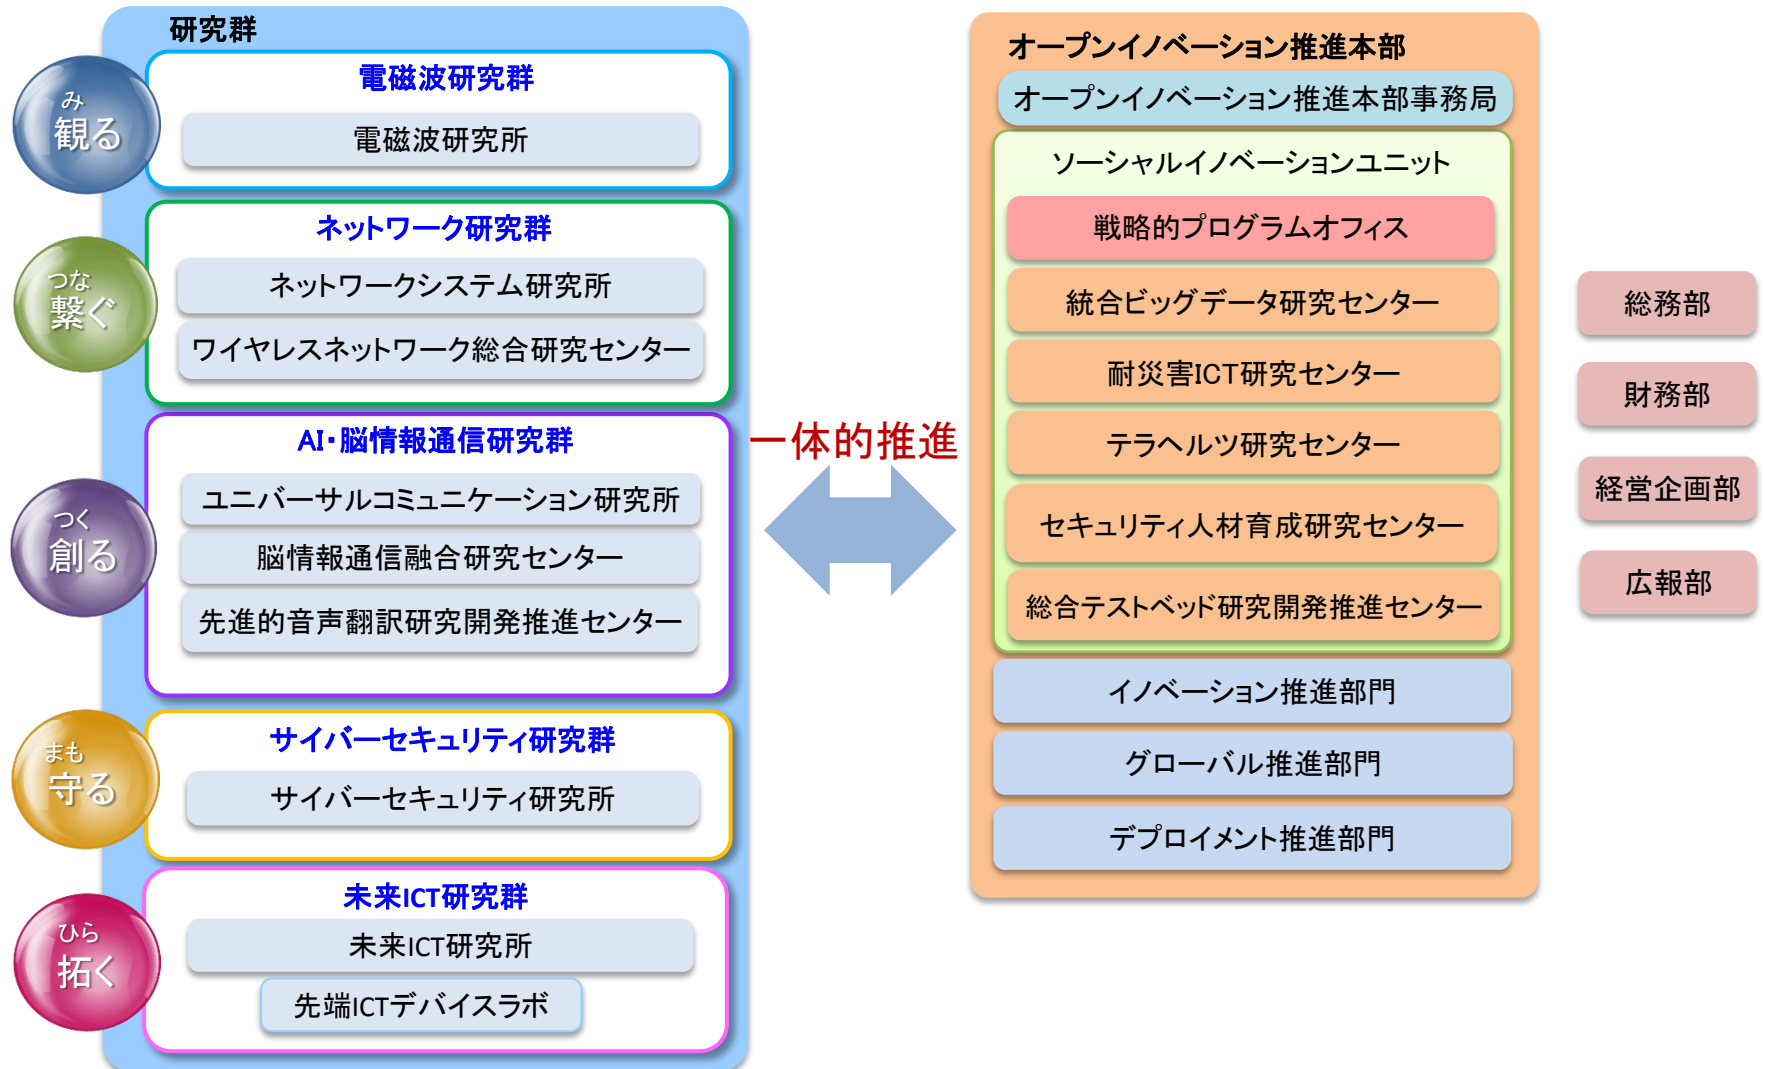 研究群
み
観る
電磁波研究群
電磁波研究所
つな
繋ぐ
ネットワーク研究群
ネットワークシステム研究所
ワイヤレスネットワーク総合研究センター
つく
創る
AI・脳情報通信研究群
ユニバーサルコミュニケーション研究所
脳情報通信融合研究センター
先進的音声翻訳研究開発推進センター
まも
守る
サイバーセキュリティ研究群
サイバーセキュリティ研究所
ひら
拓く
未来ICT研究群
未来ICT研究所
先端ICTデバイスラボ
一体的推進
オープンイノベーション推進本部
オープンイノベーション推進本部事務局
ソーシャルイノベーションユニット
戦略的プログラムオフィス
統合ビッグデータ研究センター
耐災害ICT研究センター
テラヘルツ研究センター
セキュリティ人材育成研究センター
総合テストベッド研究開発推進センター
イノベーション推進部門
グローバル推進部門
デプロイメント推進部門
総務部
財務部
経営企画部
広報部